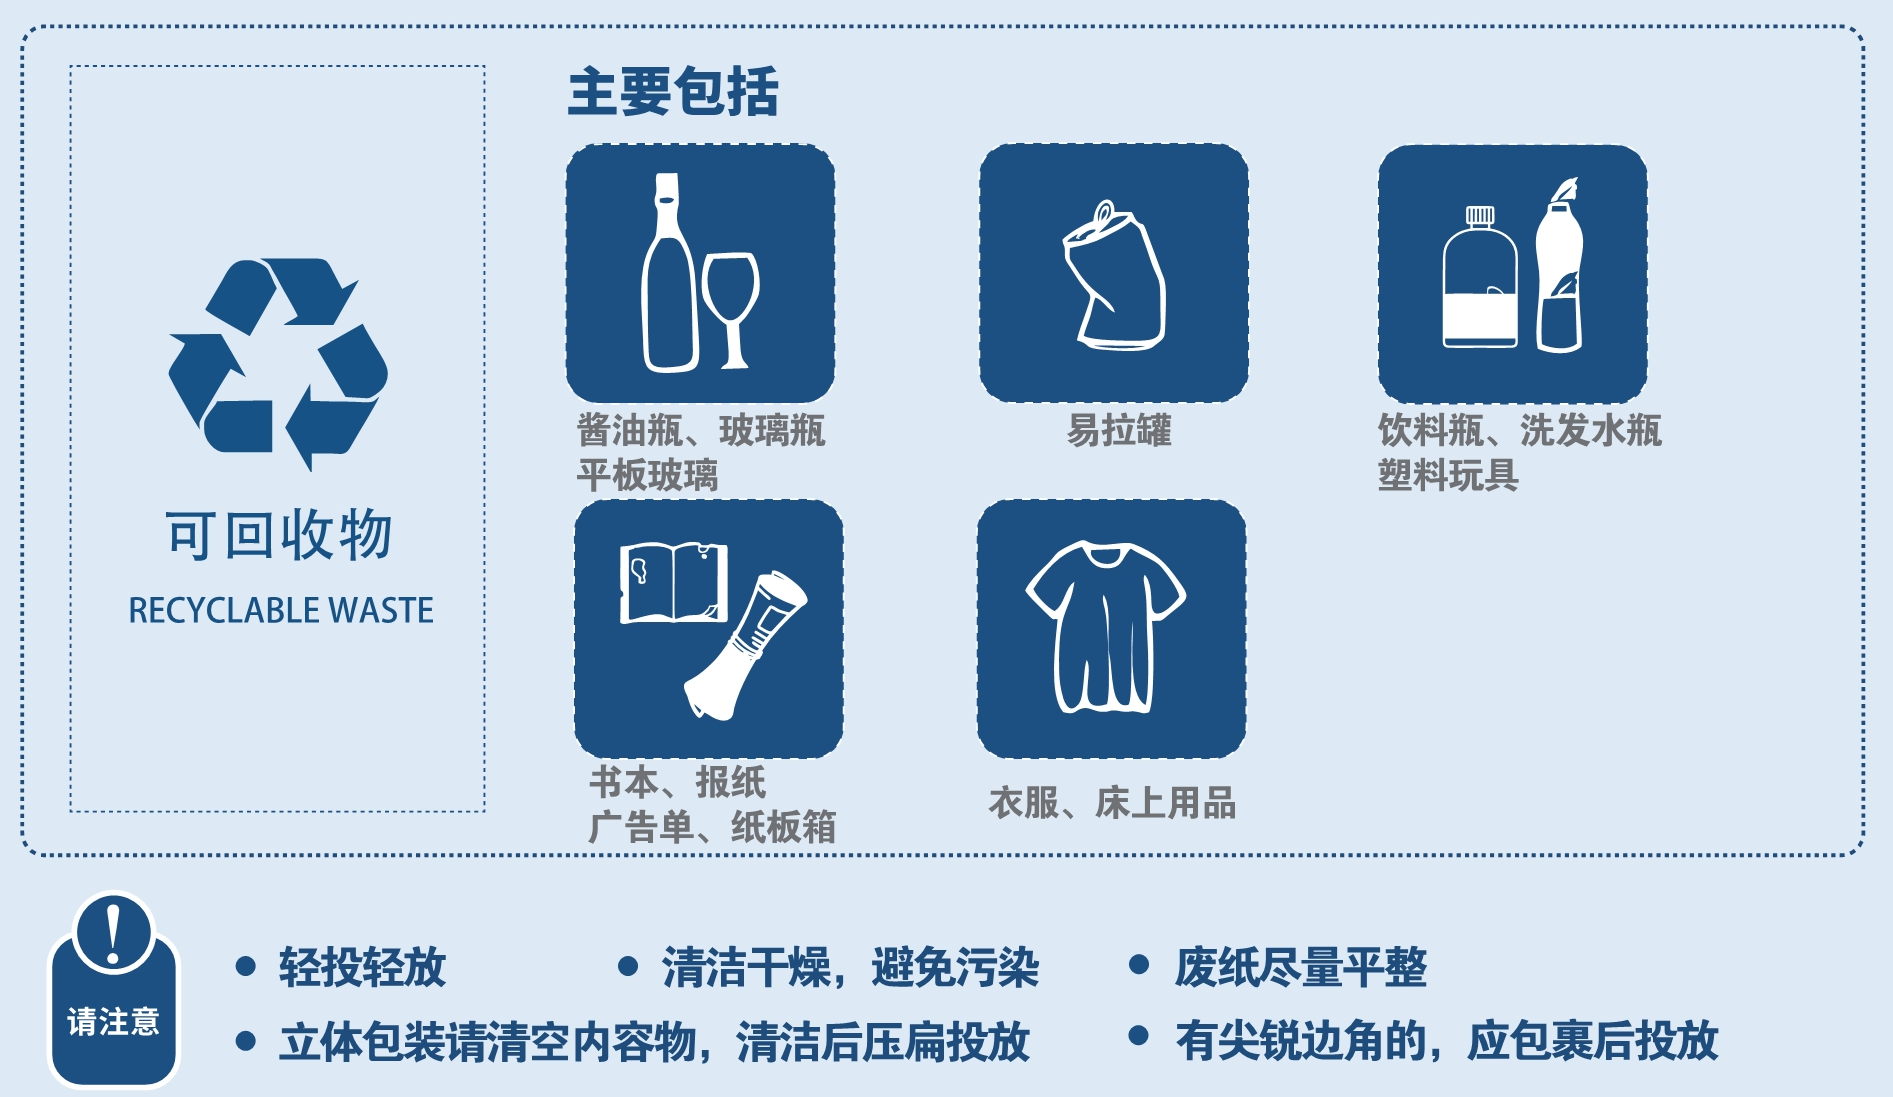 可回收物
RECYCLABLE WASTE
主要包括
酱油瓶、玻璃瓶
平板玻璃
易拉罐
饮料瓶、洗发水瓶
塑料玩具
书本、报纸
广告单、纸板箱
衣服、床上用品
请注意
轻投轻放
清洁干燥，避免污染
废纸尽量平整
立体包装请清空内容物，清洁后压扁投放
有尖锐边角的，应包裹后投放